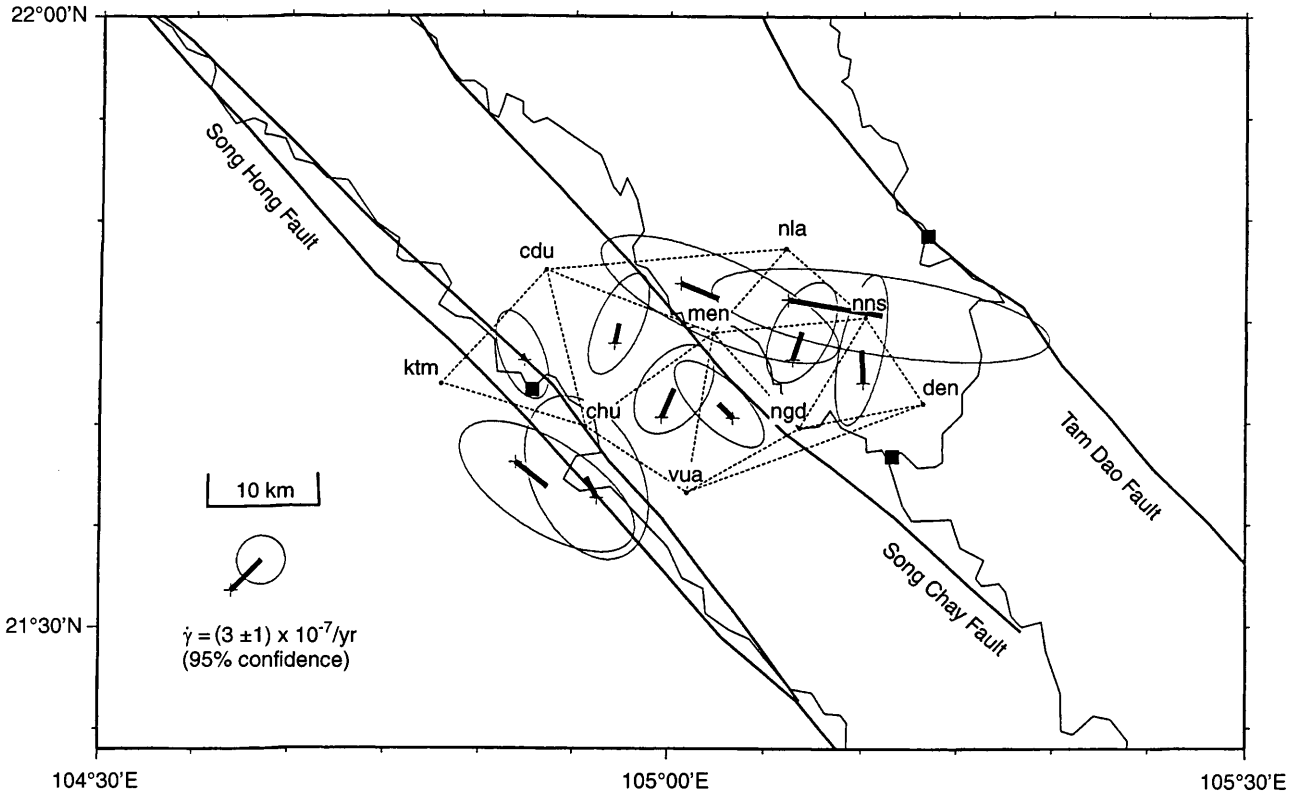 22°00'N
Song Hong Fault
nla
cdu
nns
men
ktm
den
chu
ngd
Tam Dao Fault
vua
10 km
Song Chay Fault
21°30'N
γ̇ = (3 ±1) x 10⁻⁷/yr
(95% confidence)
104°30'E
105°00'E
105°30'E